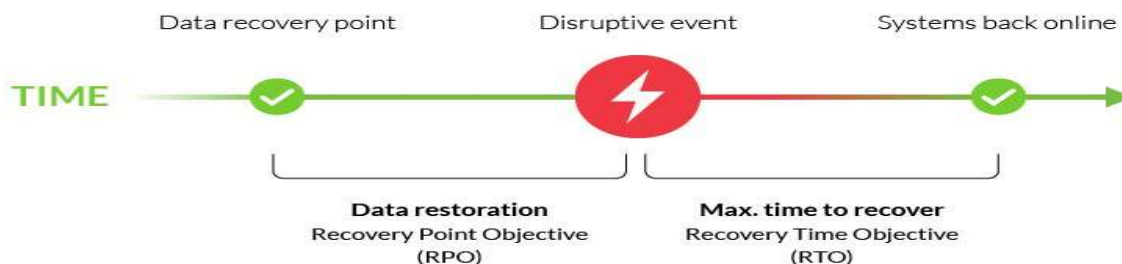 Data recovery point
Disruptive event
Systems back online
TIME
Data restoration
Recovery Point Objective
(RPO)
Max. time to recover
Recovery Time Objective
(RTO)